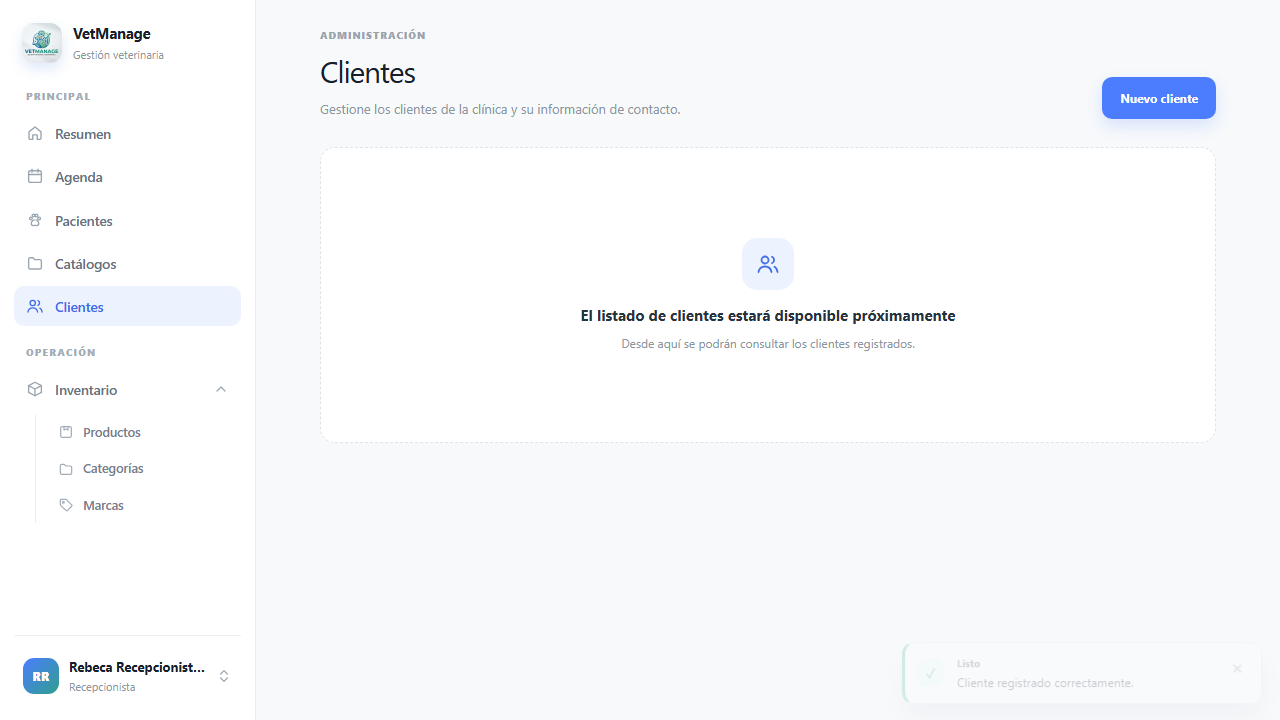 VETMANAGE
VetManage
Gestión veterinaria
PRINCIPAL
Resumen
Agenda
Pacientes
Catálogos
Clientes
OPERACIÓN
Inventario
Productos
Categorías
Marcas
RR
Rebeca Recepcionist...
Recepcionista
ADMINISTRACIÓN
Clientes
Gestione los clientes de la clínica y su información de contacto.
Nuevo cliente
El listado de clientes estará disponible próximamente
Desde aquí se podrán consultar los clientes registrados.
Listo
Cliente registrado correctamente.